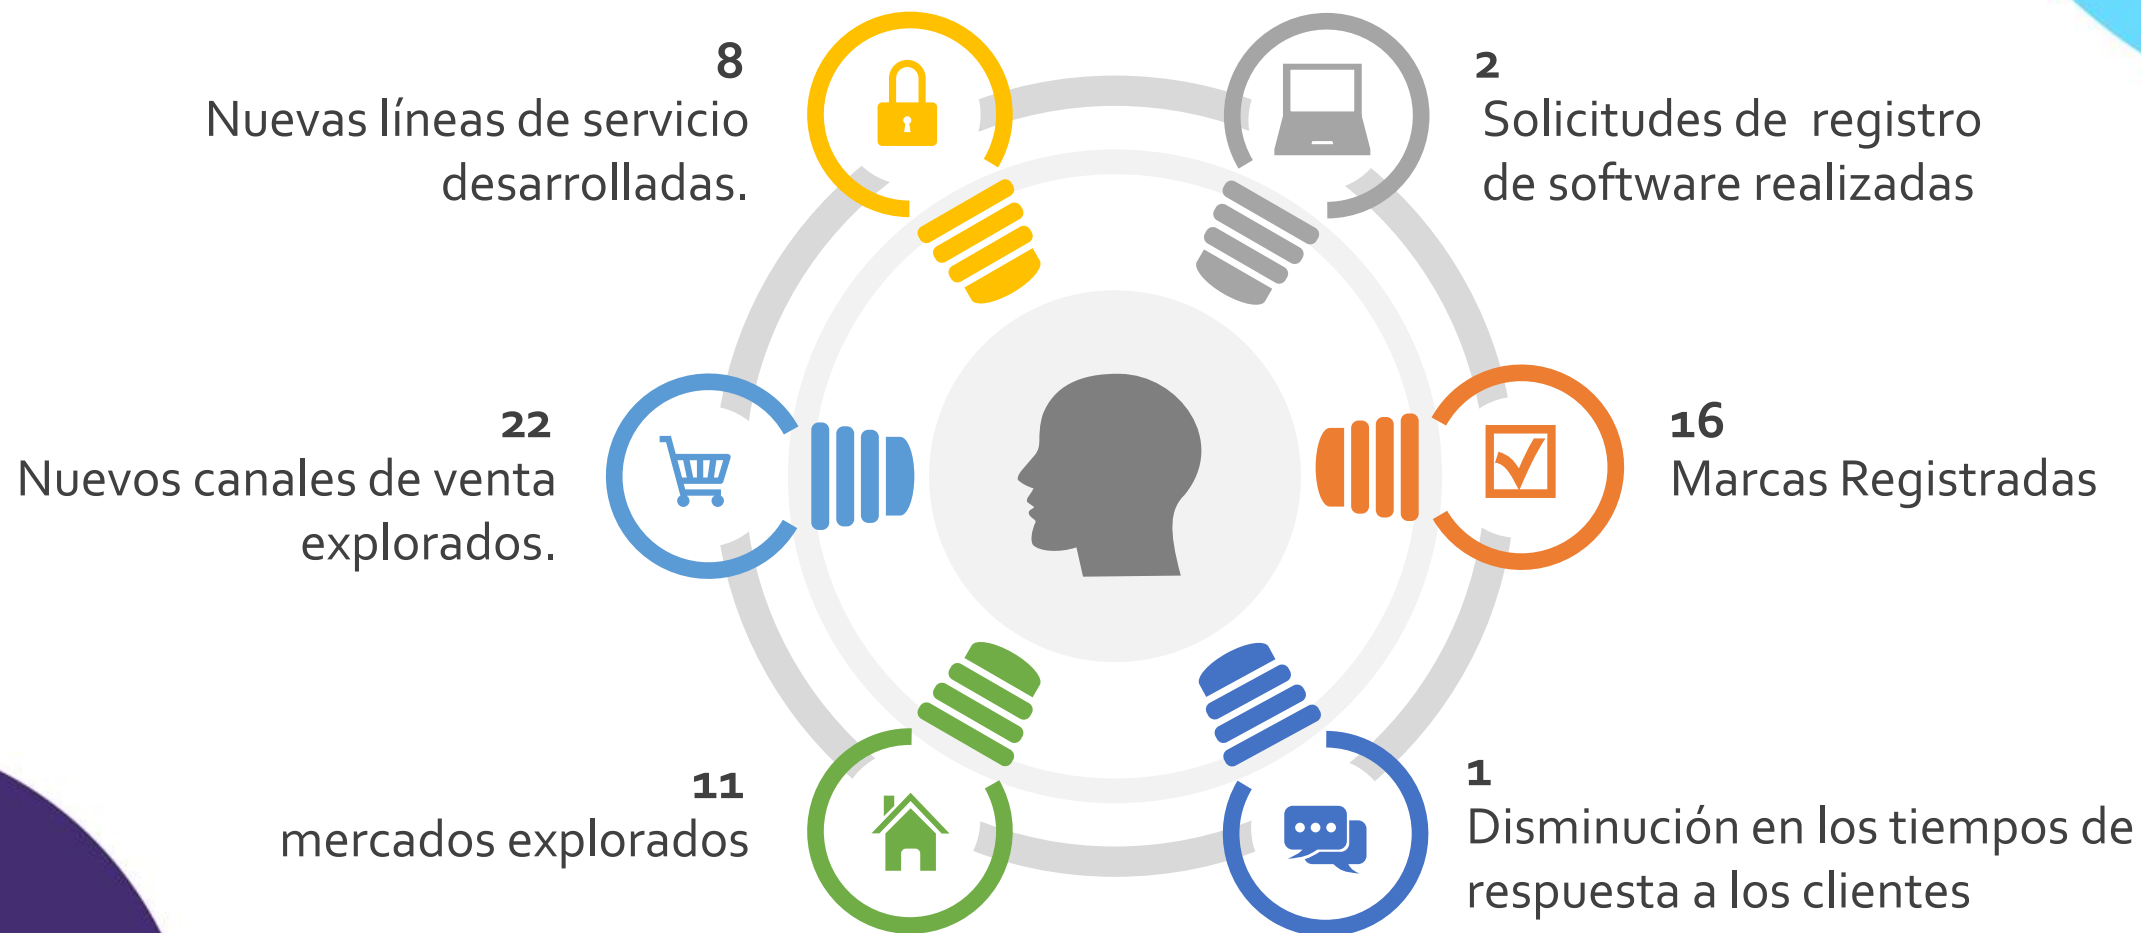 8
Nuevas líneas de servicio
desarrolladas.
2
Solicitudes de registro
de software realizadas
22
Nuevos canales de venta
explorados.
16
Marcas Registradas
11
mercados explorados
1
Disminución en los tiempos de
respuesta a los clientes